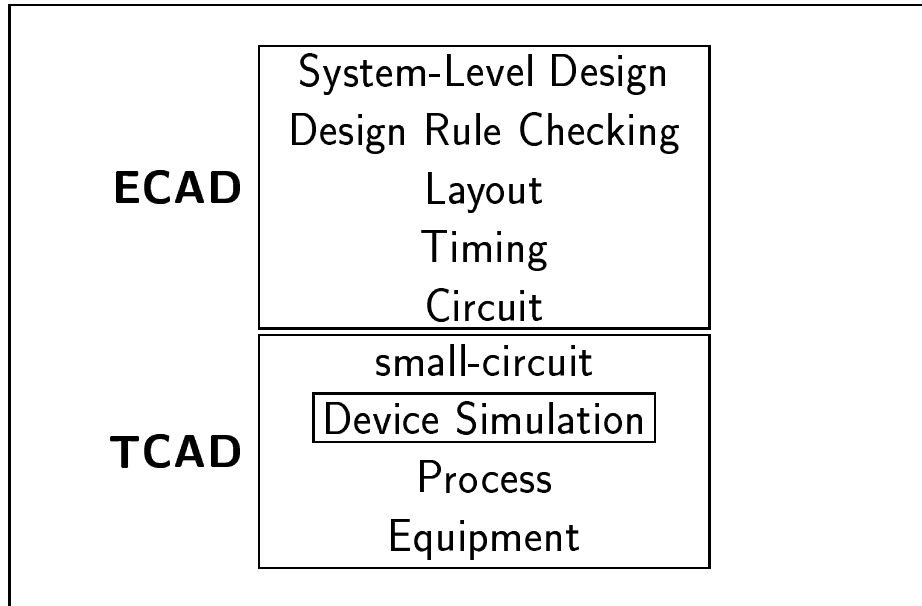 System-Level Design
Design Rule Checking
ECAD
Layout
Timing
Circuit
small-circuit
Device Simulation
TCAD
Process
Equipment